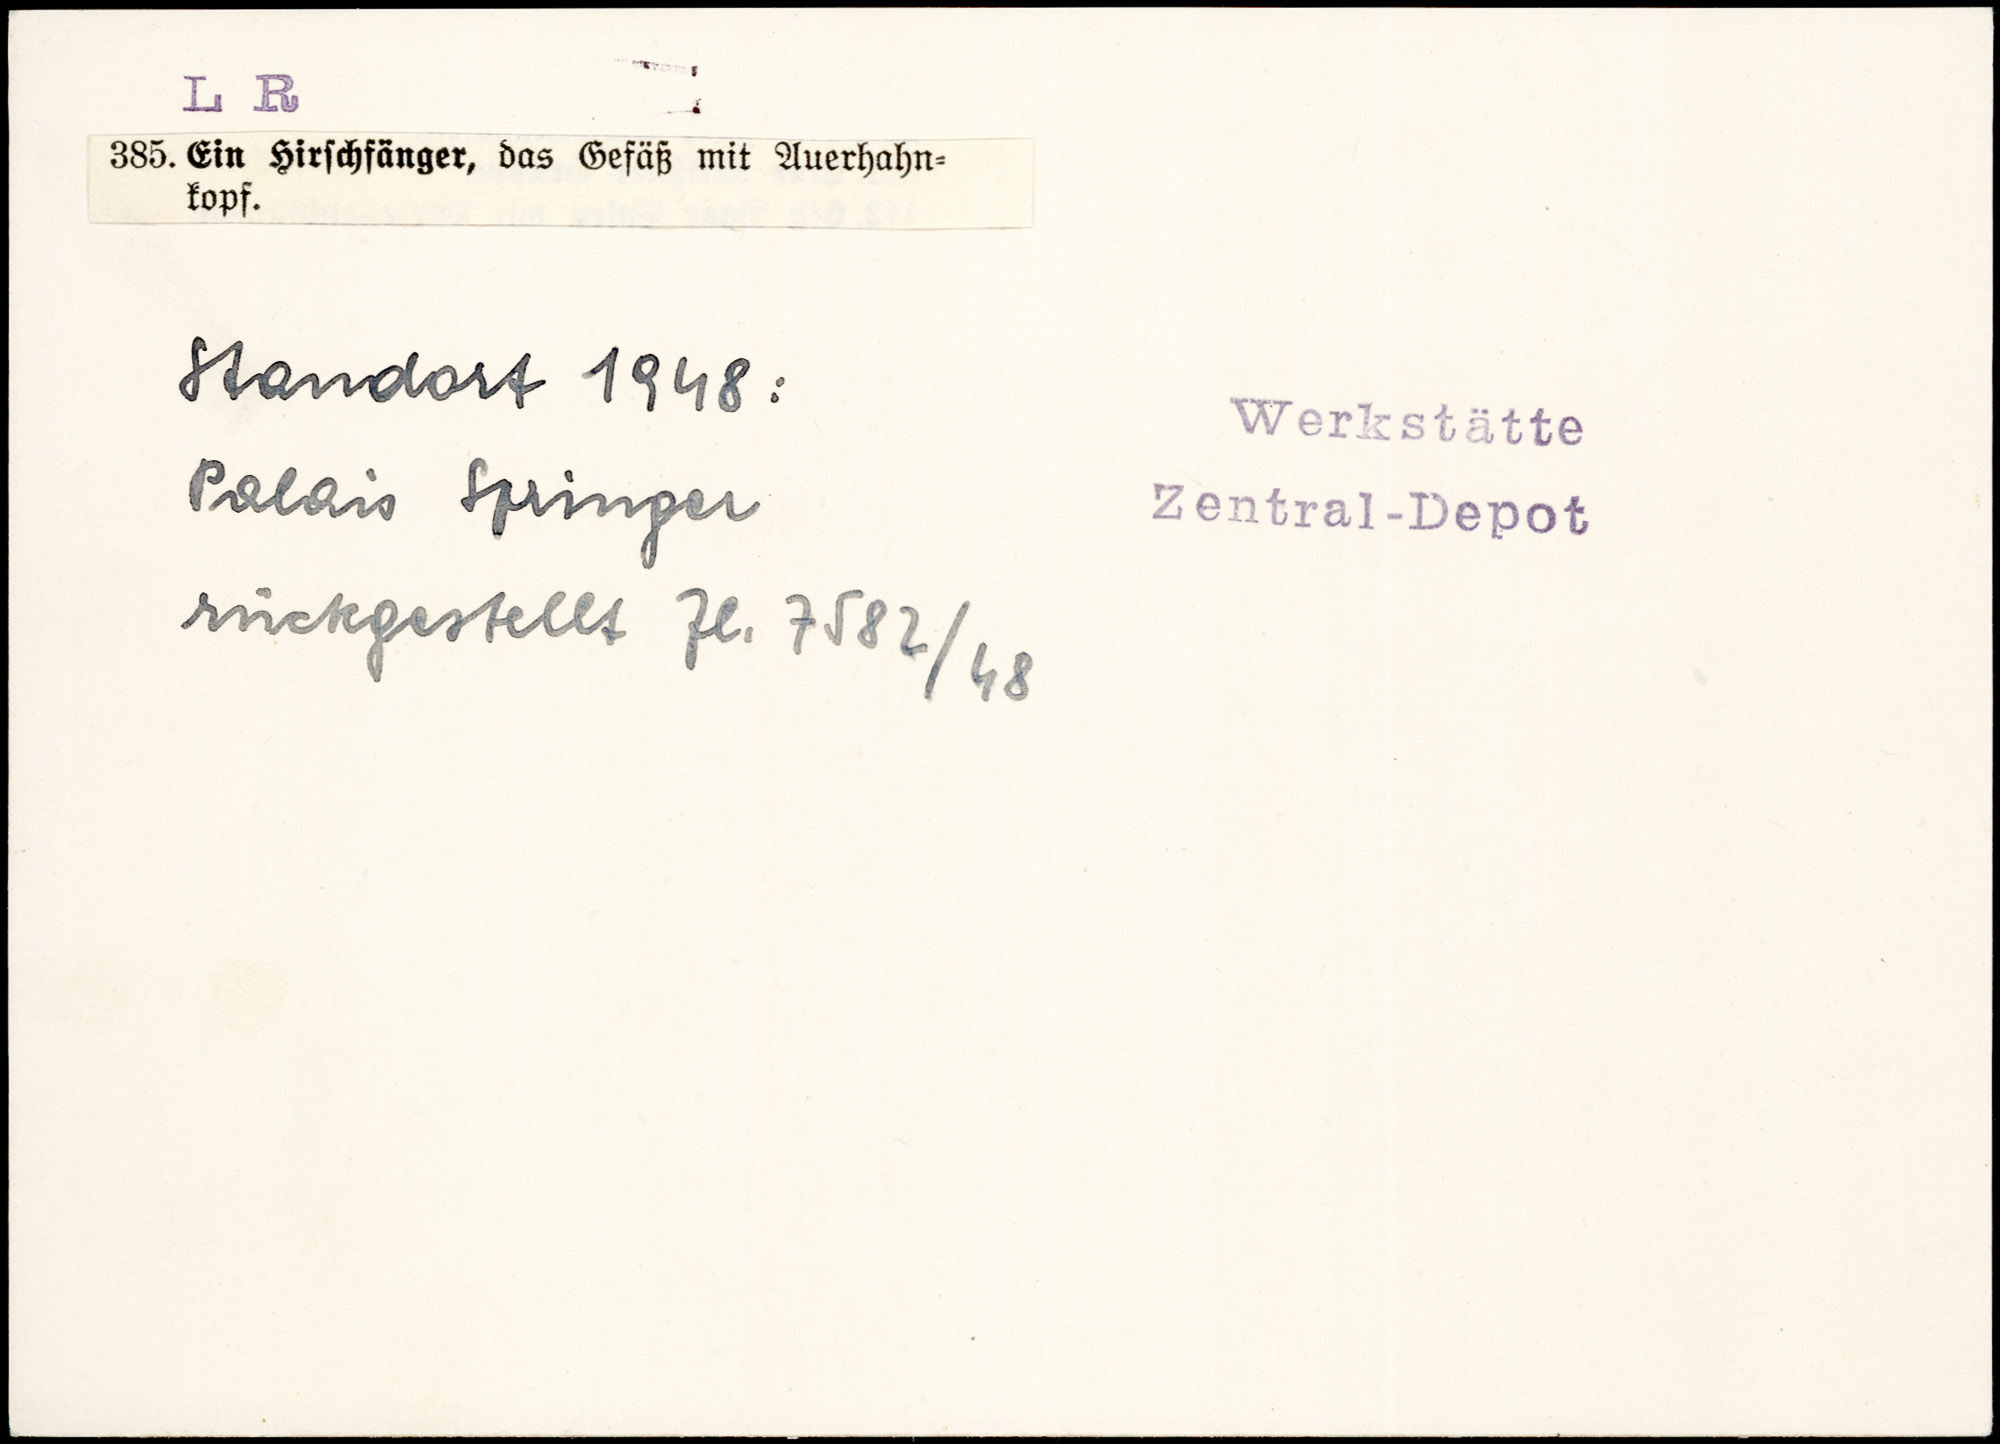 L R
385. Ein Hirschfänger, das Gefäß mit Auerhahn-
kopf.
Standort 1948:
Palais Springer
rückgestellt Zl. 7582/48
Werkstätte
Zentral-Depot